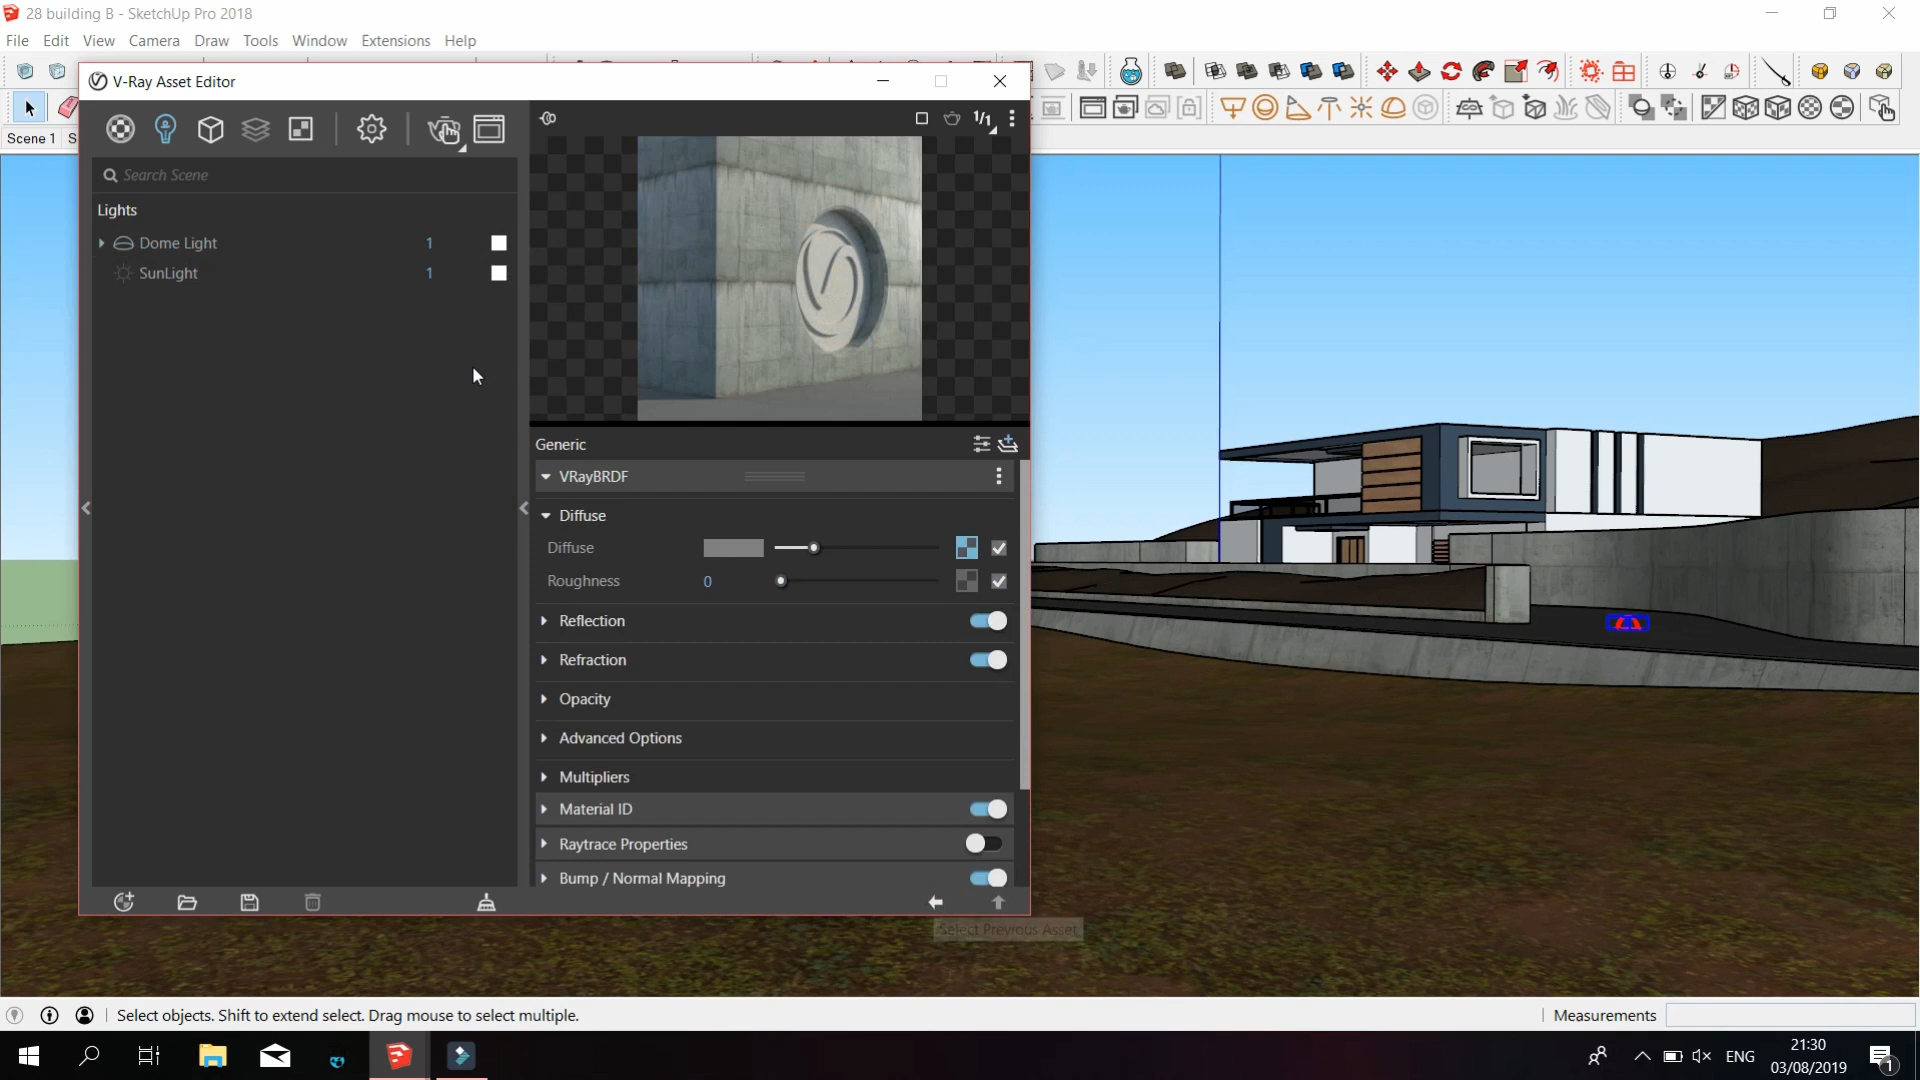 28 building B - SketchUp Pro 2018
File Edit View Camera Draw Tools Window Extensions Help
V-Ray Asset Editor
Scene 1 S
1/1
Search Scene
Lights
Dome Light 1
SunLight 1
Generic
VRayBRDF
Diffuse
Diffuse
Roughness 0
Reflection
Refraction
Opacity
Advanced Options
Multipliers
Material ID
Raytrace Properties
Bump / Normal Mapping
Select Previous Asset
Select objects. Shift to extend select. Drag mouse to select multiple.
Measurements
ENG
21:30
03/08/2019
1